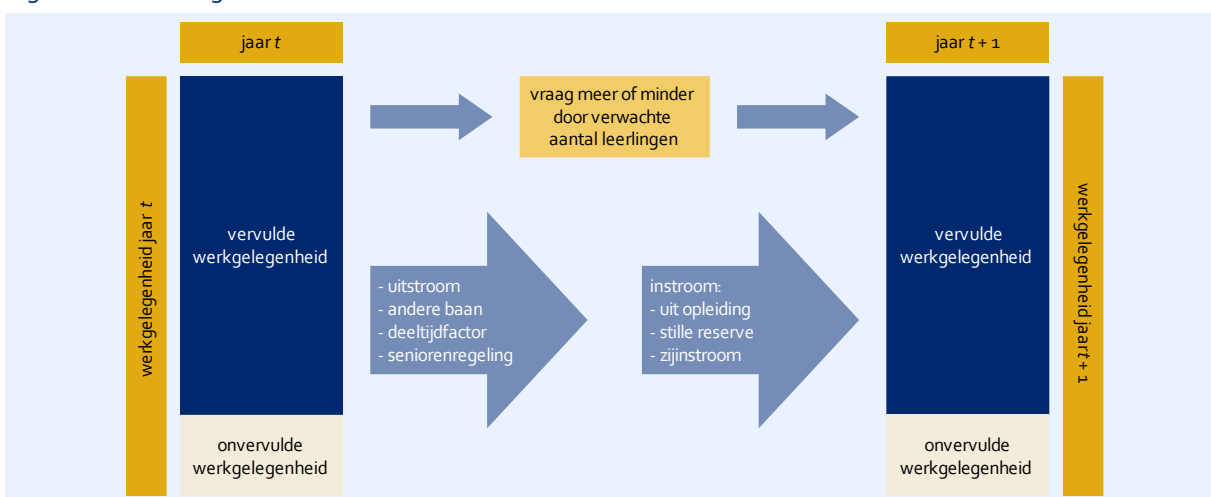 jaar t
jaar t + 1
werkgelegenheid jaar t
vervulde
werkgelegenheid
onvervulde
werkgelegenheid
vraag meer of minder
door verwachte
aantal leerlingen
- uitstroom
- andere baan
- deeltijdfactor
- seniorenregeling
instroom:
- uit opleiding
- stille reserve
- zijinstroom
vervulde
werkgelegenheid
onvervulde
werkgelegenheid
werkgelegenheid jaar t + 1